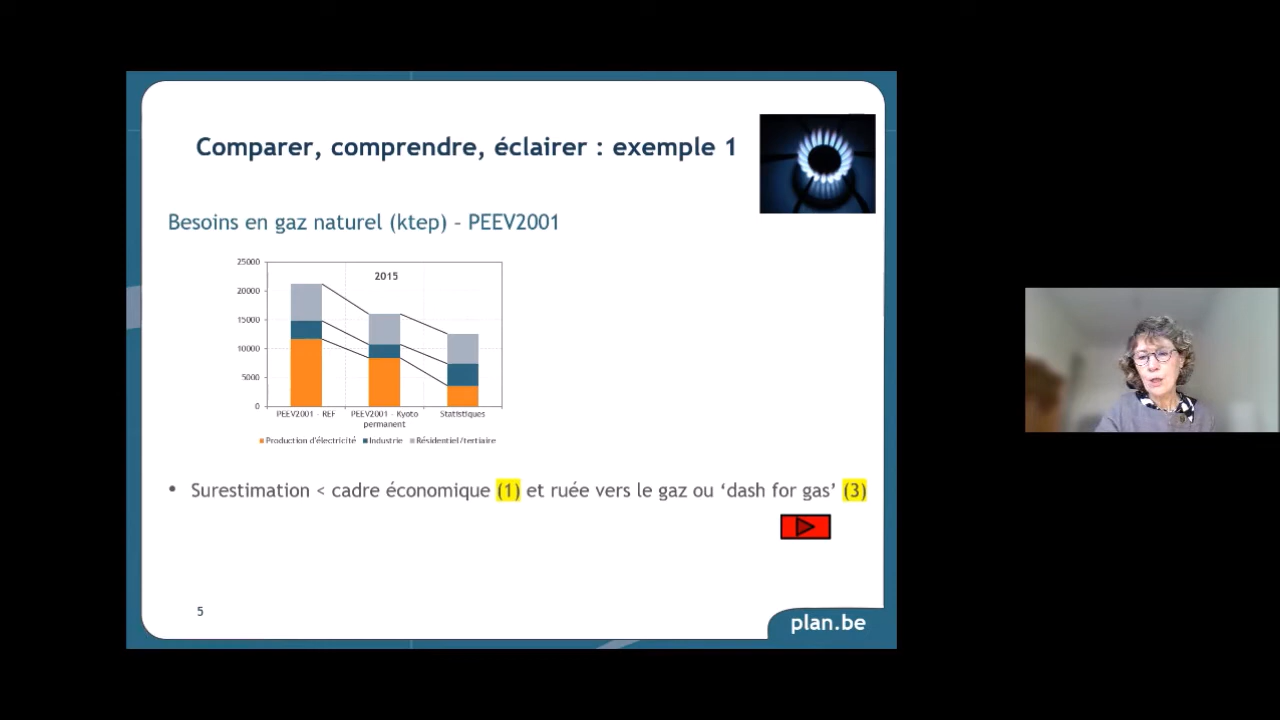 Comparer, comprendre, éclairer : exemple 1
Besoins en gaz naturel (ktep) – PEEV2001
2015
25000
20000
15000
10000
5000
0
PEEV2001 - REF
PEEV2001 - Kyoto
permanent
Statistiques
Production d'électricité Industrie Résidentiel/tertiaire
• Surestimation < cadre économique (1) et ruée vers le gaz ou ‘dash for gas’ (3)
5
plan.be